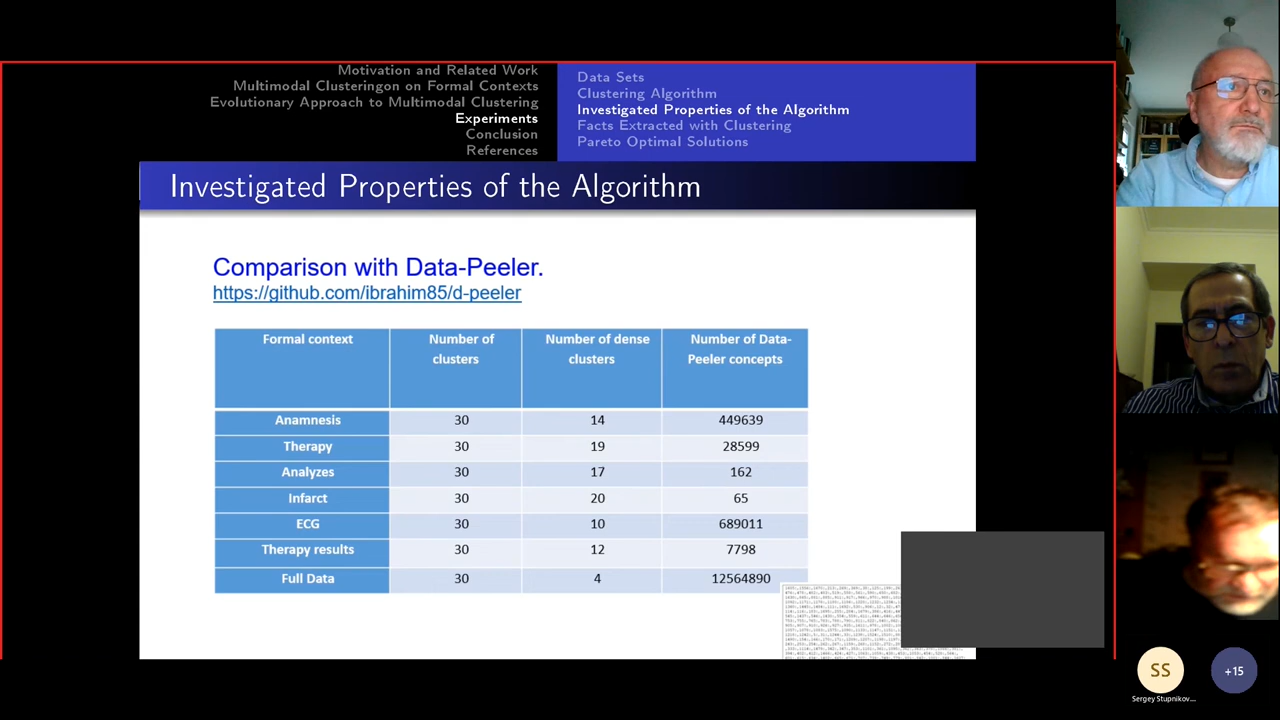 Motivation and Related Work
Multimodal Clusteringon on Formal Contexts
Evolutionary Approach to Multimodal Clustering
Experiments
Conclusion
References
Data Sets
Clustering Algorithm
Investigated Properties of the Algorithm
Facts Extracted with Clustering
Pareto Optimal Solutions
Investigated Properties of the Algorithm
Comparison with Data-Peeler.
https://github.com/ibrahim85/d-peeler
Formal context Number of clusters Number of dense clusters Number of Data-Peeler concepts
Anamnesis 30 14 449639
Therapy 30 19 28599
Analyzes 30 17 162
Infarct 30 20 65
ECG 30 10 689011
Therapy results 30 12 7798
Full Data 30 4 12564890
SS
+15
Sergey Stupnikov...